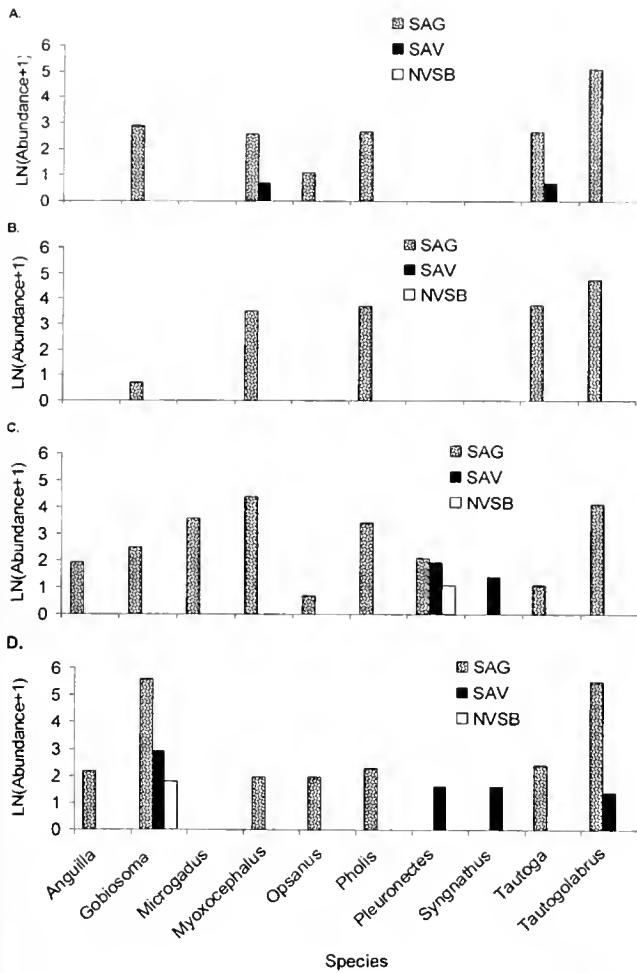 A.
SAG
SAV
NVSB
LN(Abundance+1)
6
5
4
3
2
1
0
B.
SAG
SAV
NVSB
LN(Abundance+1)
6
5
4
3
2
1
0
C.
SAG
SAV
NVSB
LN(Abundance+1)
6
5
4
3
2
1
0
D.
SAG
SAV
NVSB
LN(Abundance+1)
6
5
4
3
2
1
0
Anguilla
Gobiosoma
Microgadus
Myoxocephalus
Opsanus
Pholis
Pleuronectes
Syngnathus
Tautoga
Tautogolabrus
Species